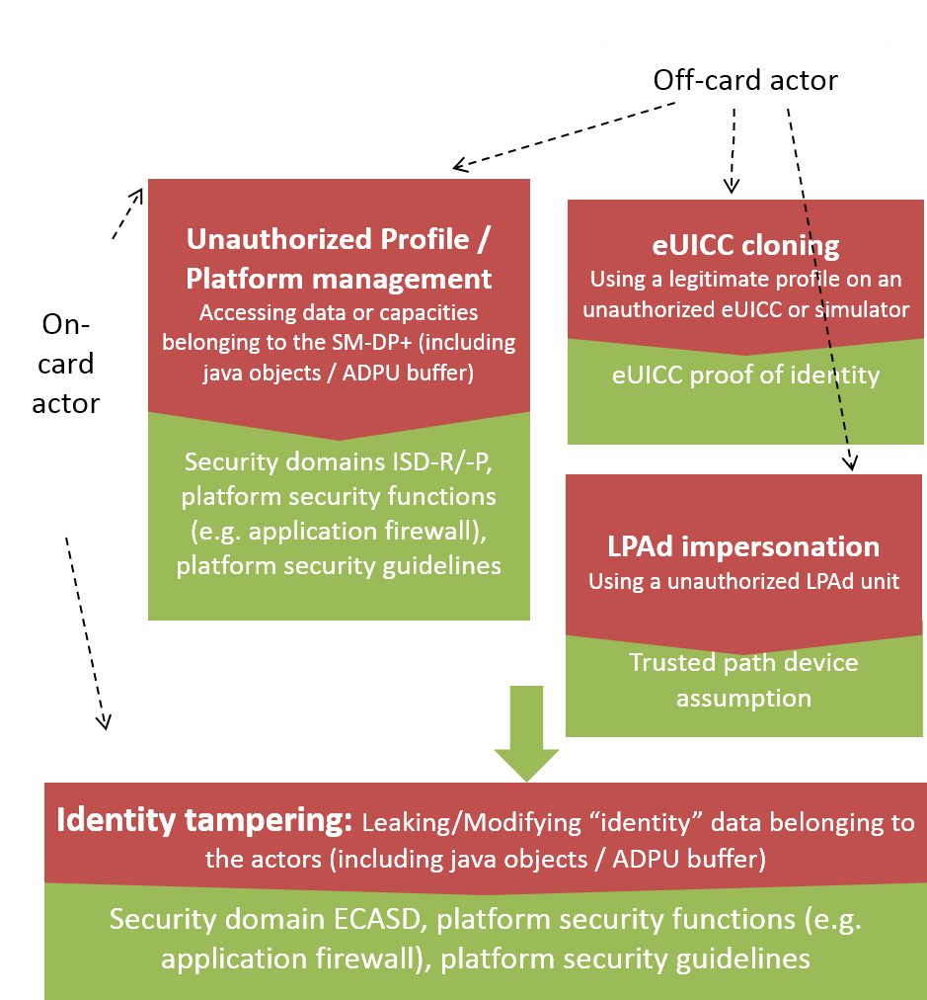 Off-card actor
On-
card
actor
Unauthorized Profile /
Platform management
Accessing data or capacities
belonging to the SM-DP+ (including
java objects / ADPU buffer)
Security domains ISD-R/-P,
platform security functions
(e.g. application firewall),
platform security guidelines
eUICC cloning
Using a legitimate profile on an
unauthorized eUICC or simulator
eUICC proof of identity
LPAd impersonation
Using a unauthorized LPAd unit
Trusted path device
assumption
Identity tampering: Leaking/Modifying “identity” data belonging to
the actors (including java objects / ADPU buffer)
Security domain ECASD, platform security functions (e.g.
application firewall), platform security guidelines